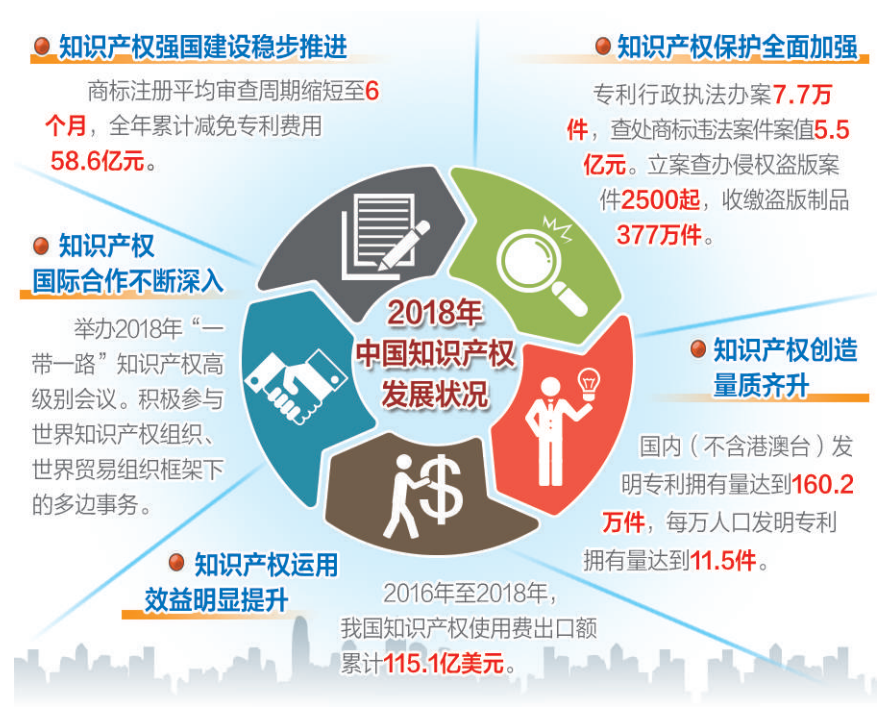 知识产权强国建设稳步推进
商标注册平均审查周期缩短至6
个月，全年累计减免专利费用
58.6亿元。
知识产权保护全面加强
专利行政执法办案7.7万
件，查处商标违法案件案值5.5
亿元。立案查办侵权盗版案
件2500起，收缴盗版制品
377万件。
知识产权
国际合作不断深入
举办2018年“一
带一路”知识产权高
级别会议。积极参与
世界知识产权组织、
世界贸易组织框架下
的多边事务。
2018年
中国知识产权
发展状况
知识产权创造
量质齐升
国内（不含港澳台）发
明专利拥有量达到160.2
万件，每万人口发明专利
拥有量达到11.5件。
知识产权运用
效益明显提升
2016年至2018年，
我国知识产权使用费出口额
累计115.1亿美元。
$